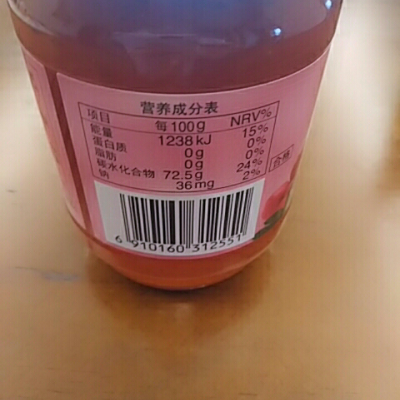 营养成分表
项目 每100g NRV%
能量 1238kJ 15%
蛋白质 0g 0%
脂肪 0g 0%
碳水化合物 72.5g 24%
钠 36mg 2%
6 910160 312551